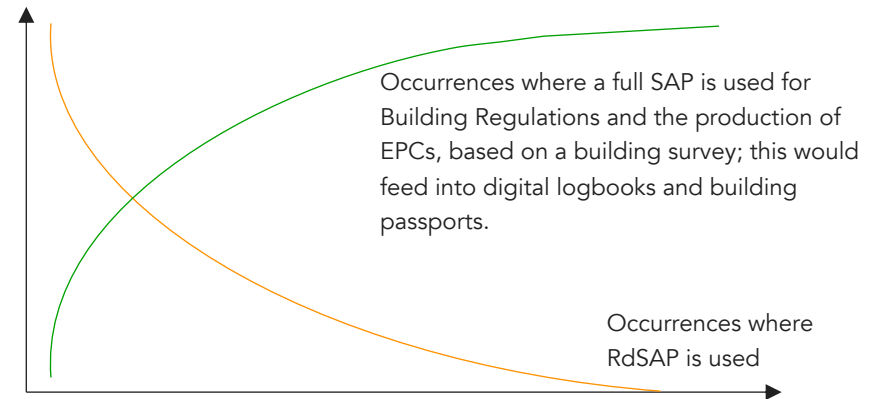 Occurrences where a full SAP is used for
Building Regulations and the production of
EPCs, based on a building survey; this would
feed into digital logbooks and building
passports.
Occurrences where
RdSAP is used